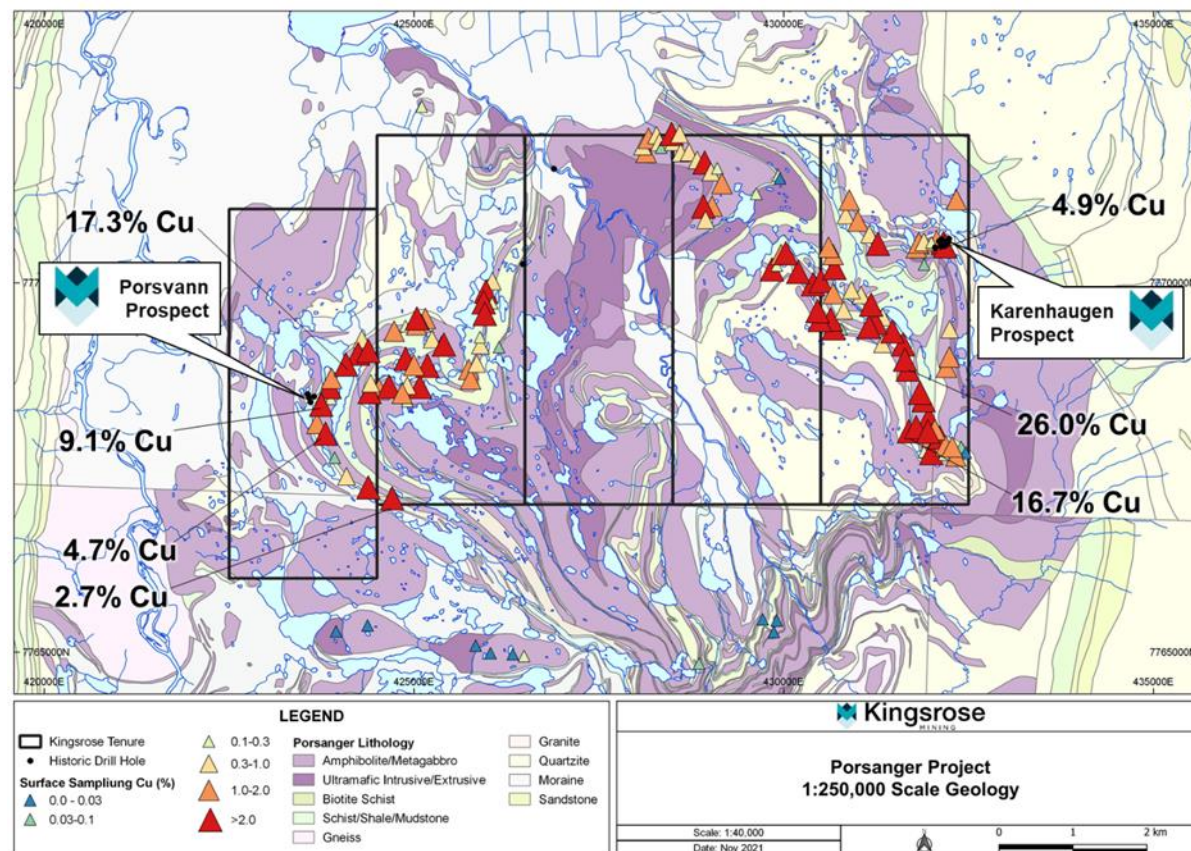 420000E
425000E
430000E
435000E
17.3% Cu
4.9% Cu
Porsvann
Prospect
Karenhaugen
Prospect
9.1% Cu
26.0% Cu
16.7% Cu
4.7% Cu
2.7% Cu
7765000N
7765000N
420000E
425000E
430000E
435000E
LEGEND
Kingsrose Tenure
Historic Drill Hole
Surface Sampliung Cu (%)
0.0 - 0.03
0.03-0.1
0.1-0.3
0.3-1.0
1.0-2.0
>2.0
Porsanger Lithology
Amphibolite/Metagabbro
Ultramafic Intrusive/Extrusive
Biotite Schist
Schist/Shale/Mudstone
Gneiss
Granite
Quartzite
Moraine
Sandstone
Kingsrose
MINING
Porsanger Project
1:250,000 Scale Geology
Scale: 1:40,000
Date: Nov 2021
0 1 2 km